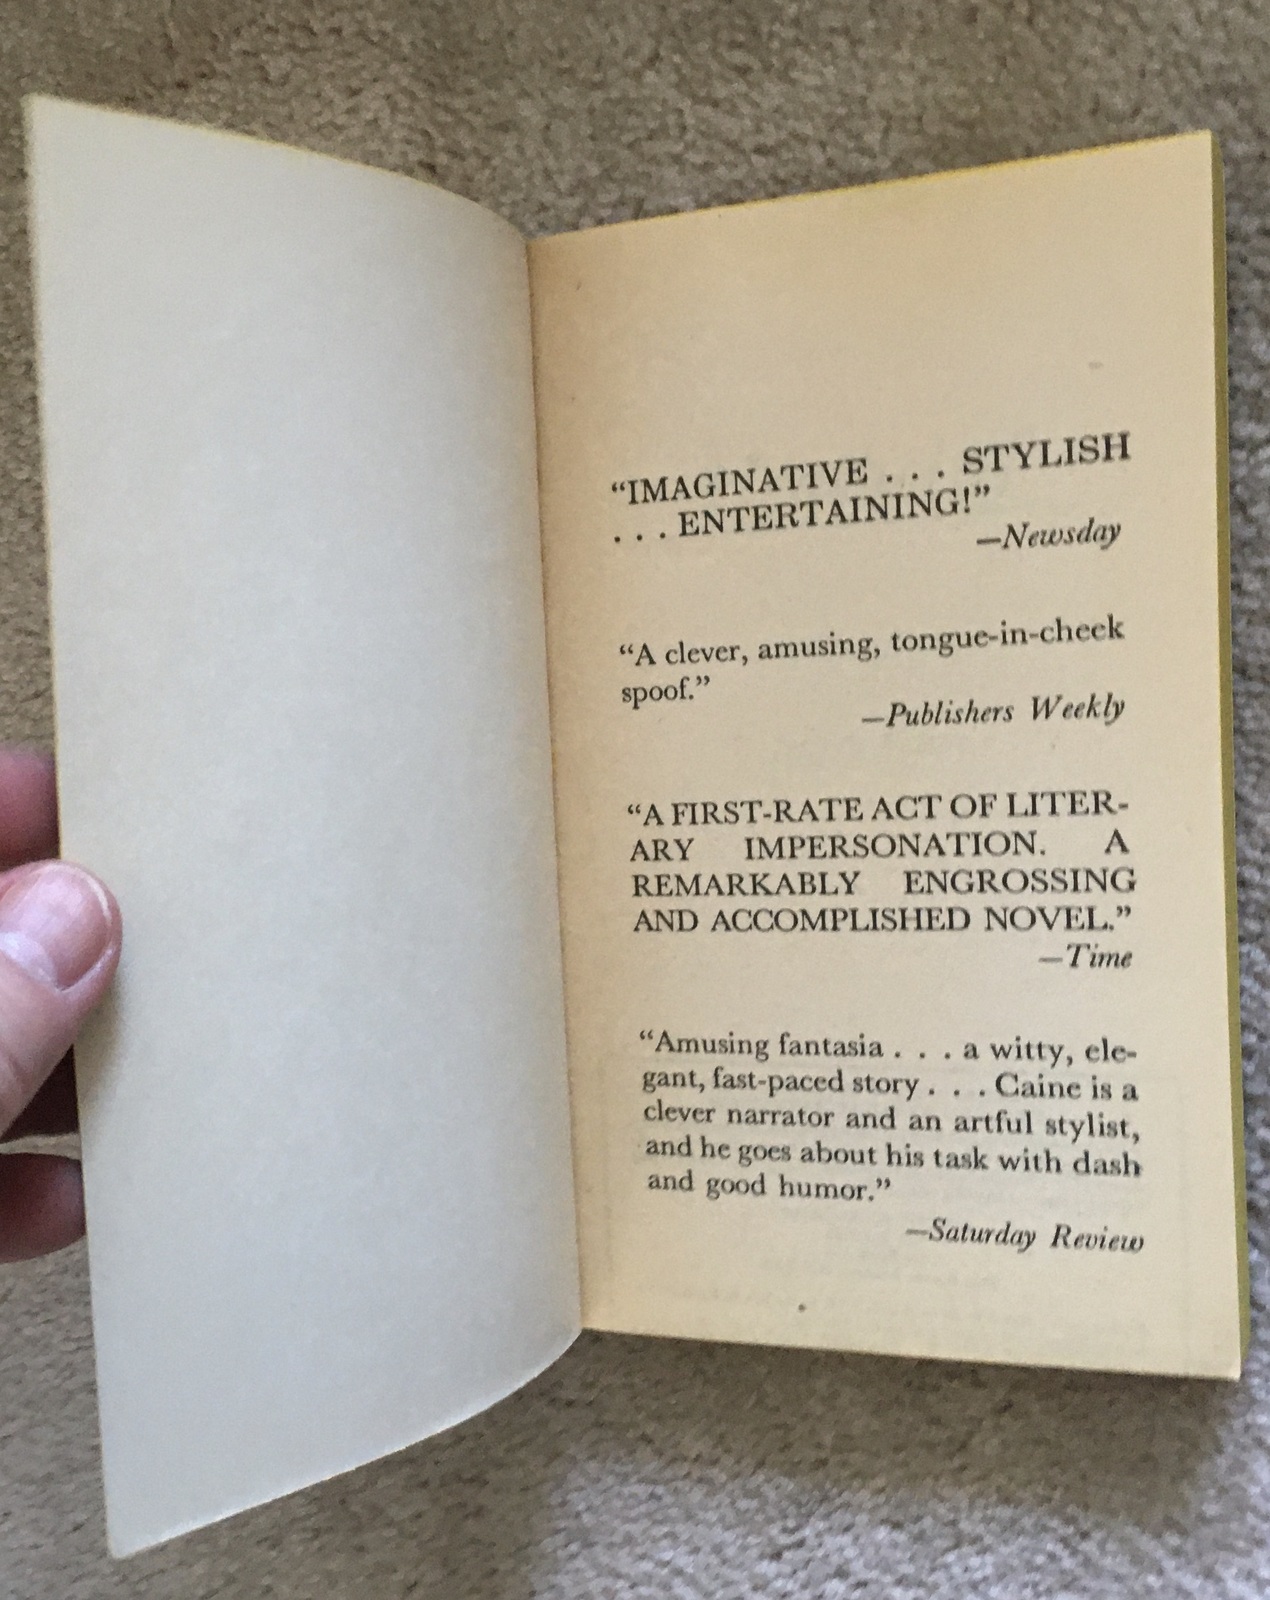 “IMAGINATIVE . . . STYLISH
. . . ENTERTAINING!”
—Newsday
“A clever, amusing, tongue-in-cheek
spoof.”
—Publishers Weekly
“A FIRST-RATE ACT OF LITER-
ARY IMPERSONATION. A
REMARKABLY ENGROSSING
AND ACCOMPLISHED NOVEL.”
—Time
“Amusing fantasia . . . a witty, ele-
gant, fast-paced story . . . Caine is a
clever narrator and an artful stylist,
and he goes about his task with dash
and good humor.”
—Saturday Review